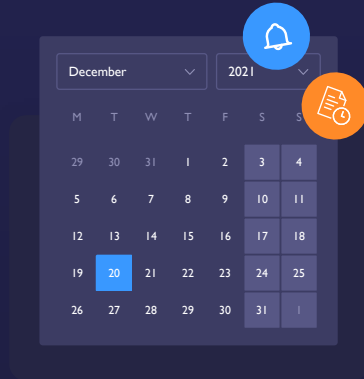 December 2021
M T W T F S S
29 30 31 1 2 3 4
5 6 7 8 9 10 11
12 13 14 15 16 17 18
19 20 21 22 23 24 25
26 27 28 29 30 31 1